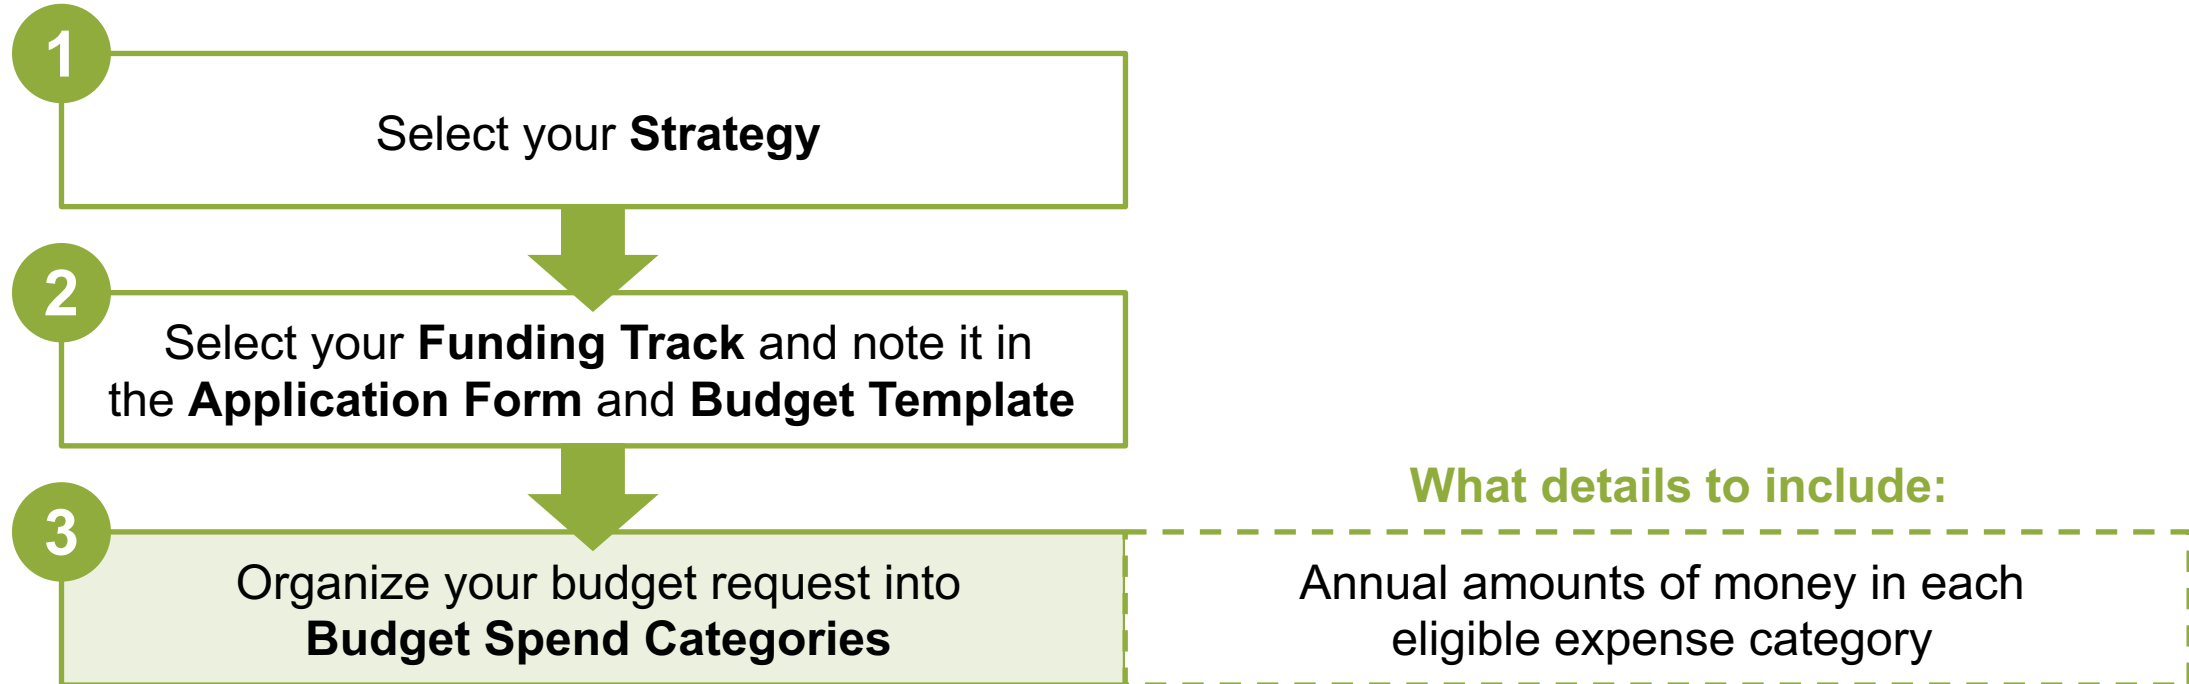 1
Select your Strategy
2
Select your Funding Track and note it in
the Application Form and Budget Template
What details to include:
3
Organize your budget request into
Budget Spend Categories
Annual amounts of money in each
eligible expense category